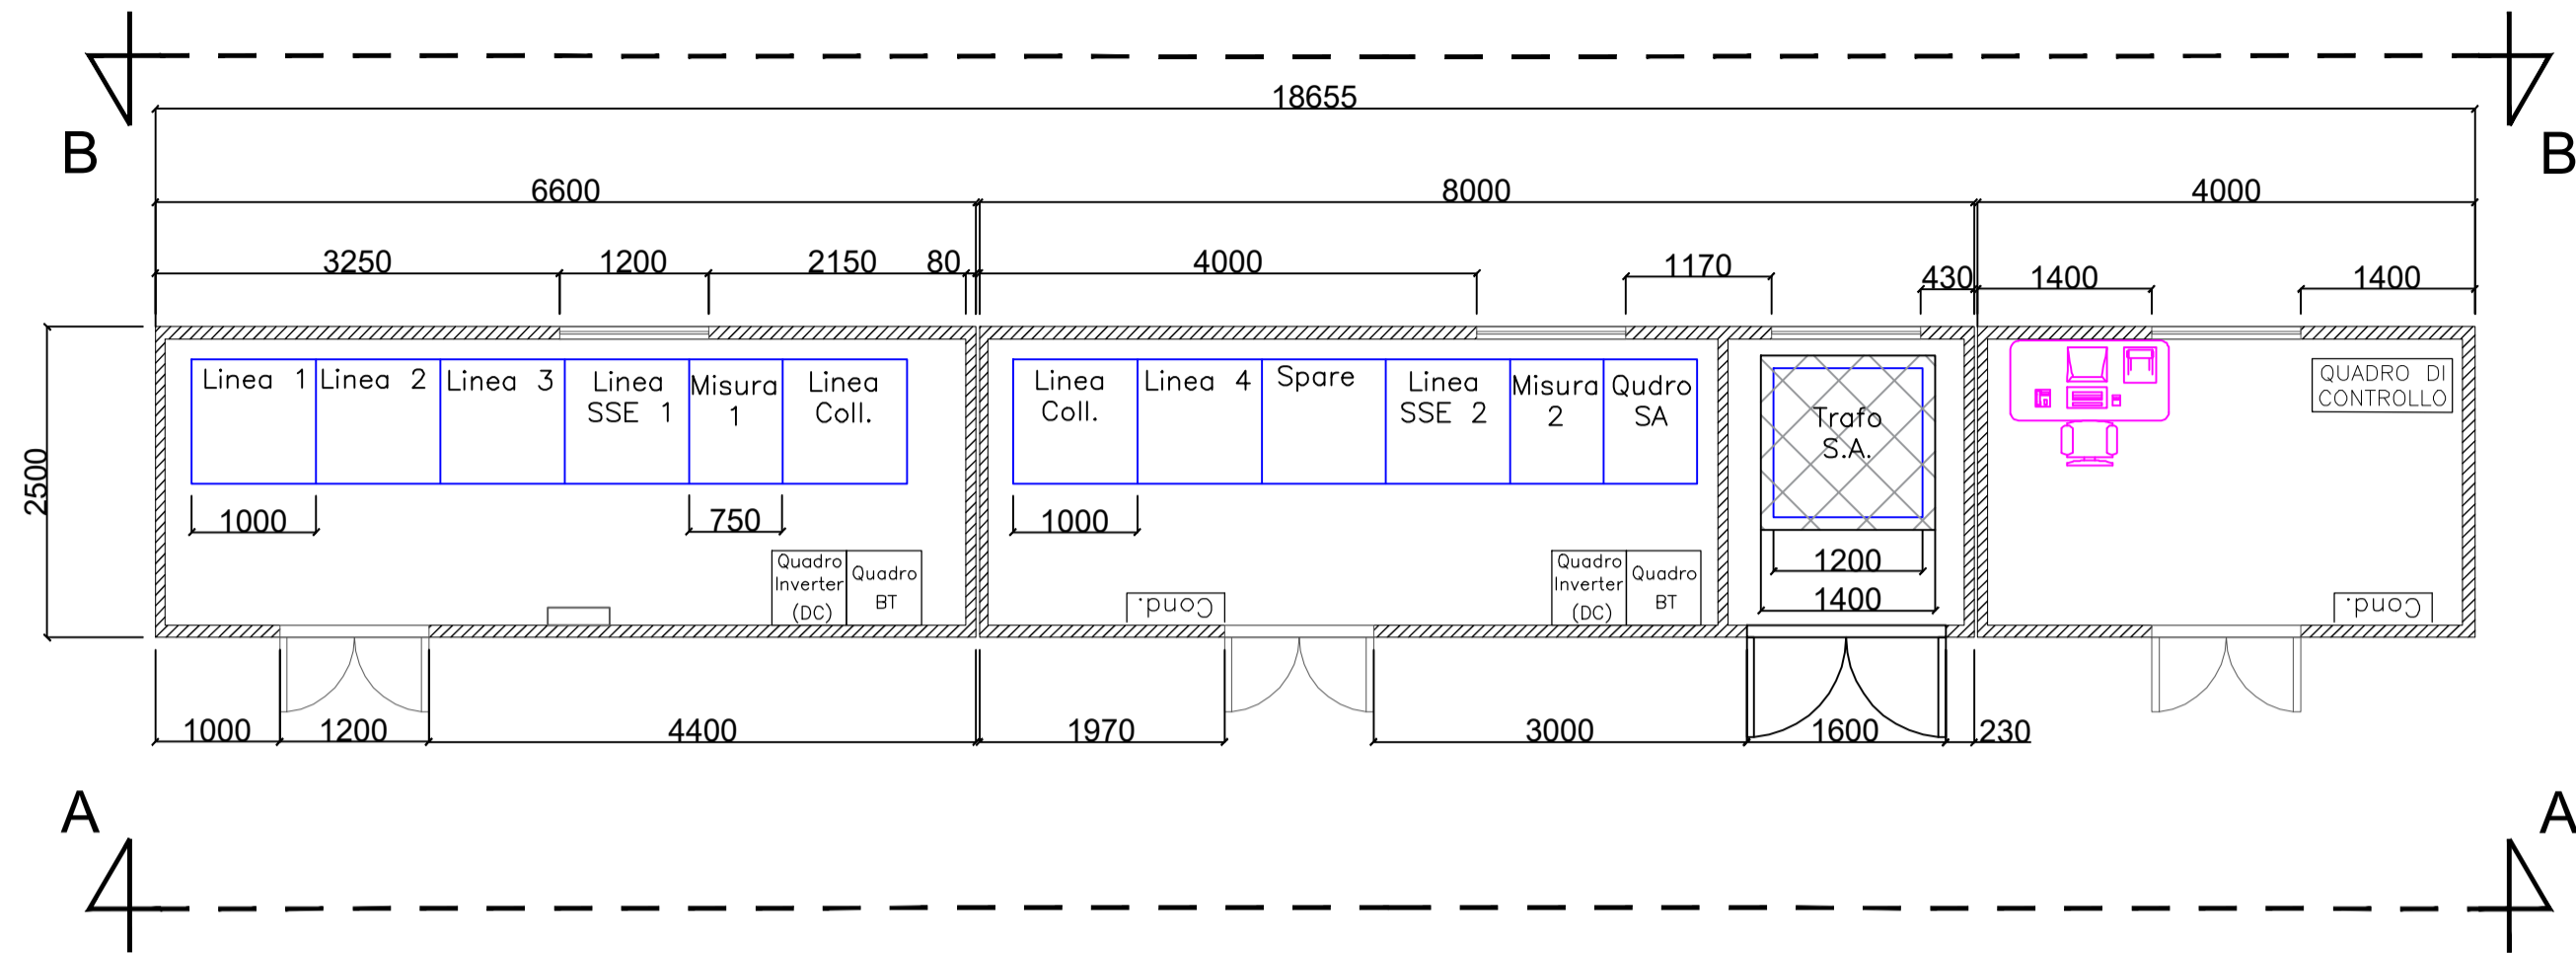 18655
B
B
6600
8000
4000
3250
1200
2150
80
4000
1170
430
1400
1400
2500
Linea 1
Linea 2
Linea 3
Linea
SSE 1
Misura
1
Linea
Coll.
Linea
Coll.
Linea 4
Spare
Linea
SSE 2
Misura
2
Qudro
SA
Trafo
S.A.
QUADRO DI
CONTROLLO
1000
750
1000
1200
1400
Quadro
Inverter
(DC)
Quadro
BT
Cond.
Quadro
Inverter
(DC)
Quadro
BT
Cond.
1000
1200
4400
1970
3000
1600
230
A
A